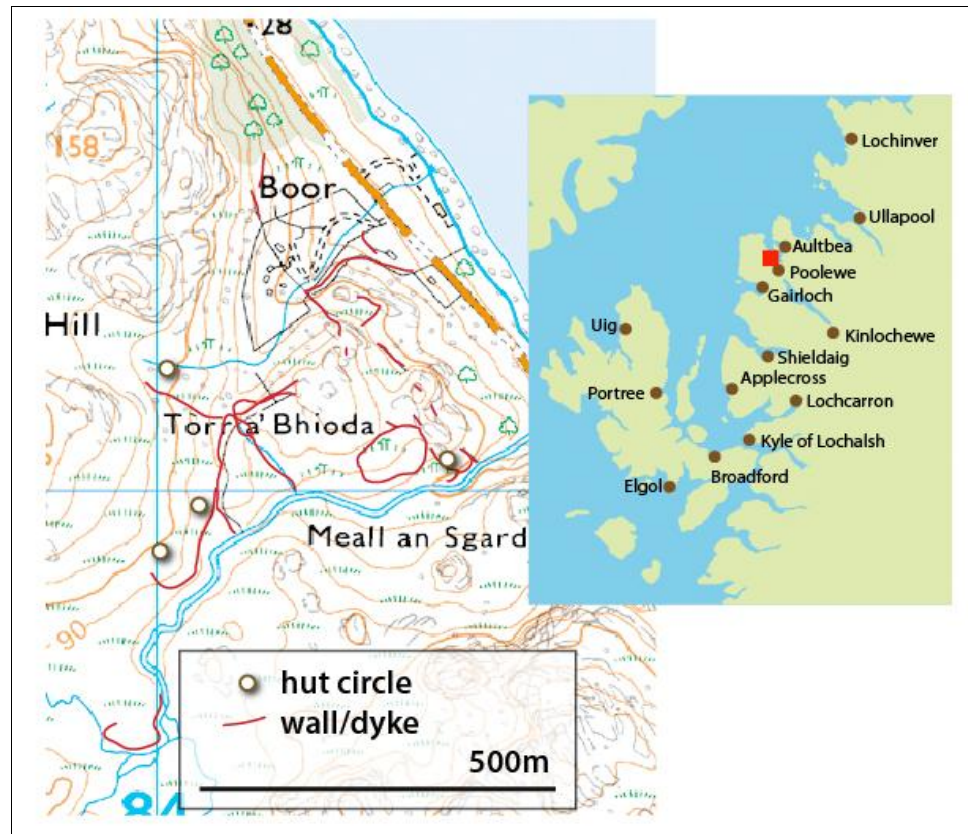 28
158
Boor
Hill
Tòrr a' Bhioda
Meall an Sgard
90
84
hut circle
wall/dyke
500m
Lochinver
Ullapool
Aultbea
Poolewe
Gairloch
Kinlochewe
Uig
Shieldaig
Applecross
Portree
Lochcarron
Kyle of Lochalsh
Broadford
Elgol